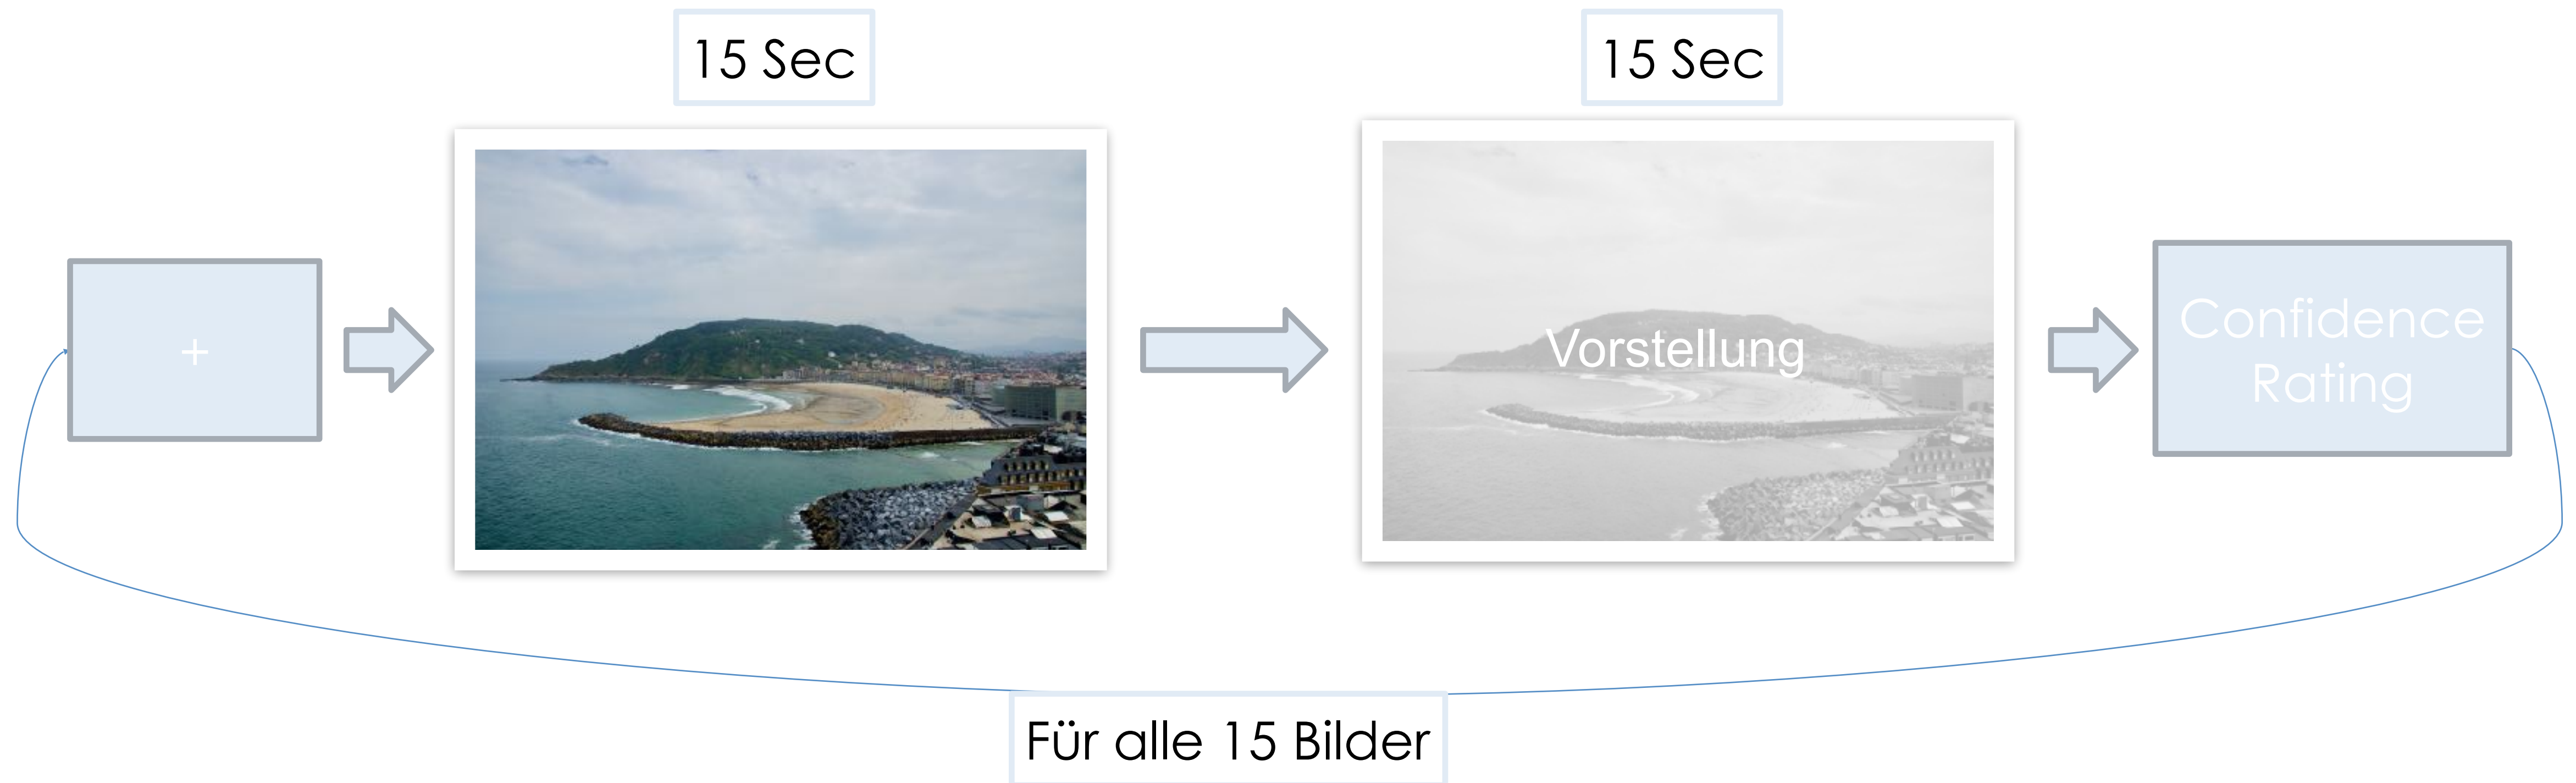 15 Sec
15 Sec
+
Vorstellung
Confidence
Rating
Für alle 15 Bilder